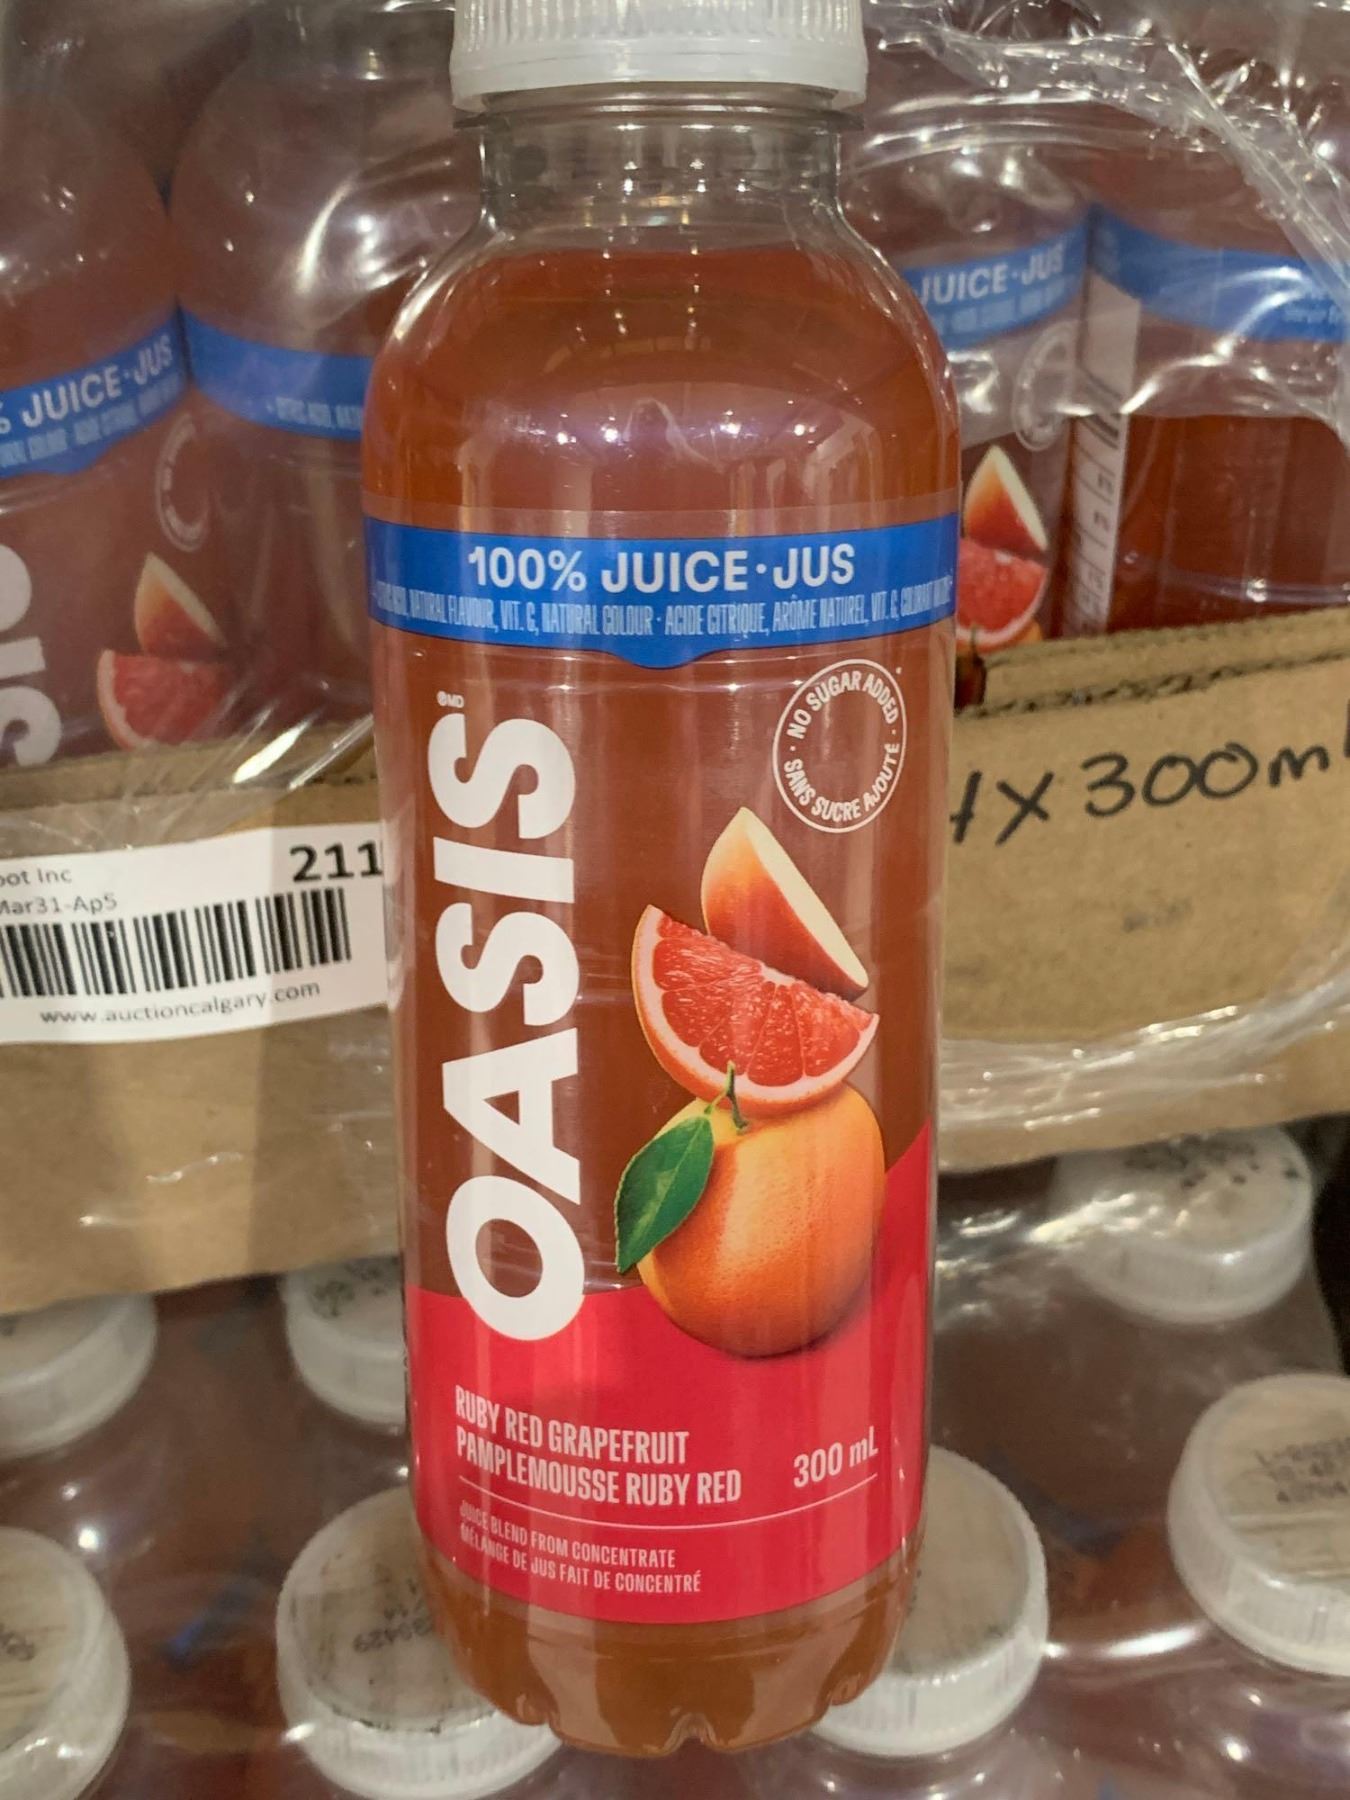 100% JUICE·JUS
NATURAL FLAVOUR, VIT. C, NATURAL COLOUR · ACIDE CITRIQUE, ARÔME NATUREL, VIT. C,
®MD
OASIS
· NO SUGAR ADDED ·
SANS SUCRE AJOUTÉ
RUBY RED GRAPEFRUIT
PAMPLEMOUSSE RUBY RED
300 mL
JUICE BLEND FROM CONCENTRATE
MÉLANGE DE JUS FAIT DE CONCENTRÉ
% JUICE·JUS
JUICE·JUS
X 300m
oot Inc
211
Mar31-Ap5
www.auctioncalgary.com